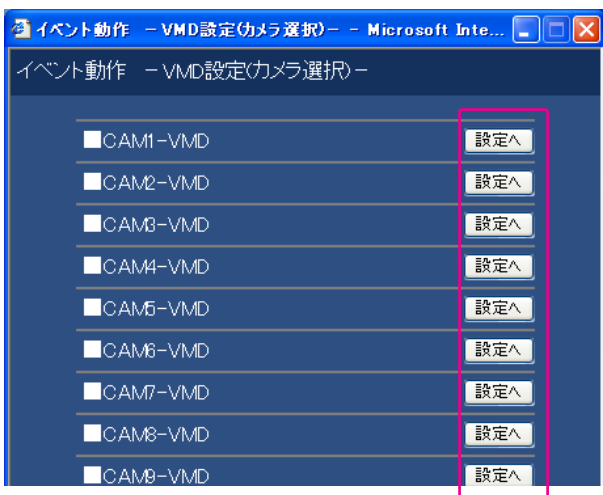 イベント動作 －VMD設定(カメラ選択)－ - Microsoft Inte...
イベント動作 －VMD設定(カメラ選択)－
■CAM1-VMD 設定へ
■CAM2-VMD 設定へ
■CAM3-VMD 設定へ
■CAM4-VMD 設定へ
■CAM5-VMD 設定へ
■CAM6-VMD 設定へ
■CAM7-VMD 設定へ
■CAM8-VMD 設定へ
■CAM9-VMD 設定へ